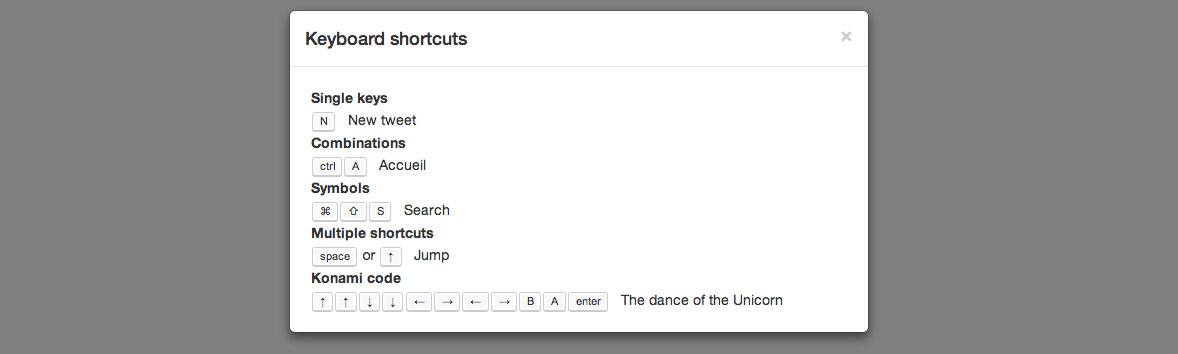 Keyboard shortcuts ×
Single keys
N New tweet
Combinations
ctrl A Accueil
Symbols
⌘ ⇧ S Search
Multiple shortcuts
space or ↑ Jump
Konami code
↑ ↑ ↓ ↓ ← → ← → B A enter The dance of the Unicorn